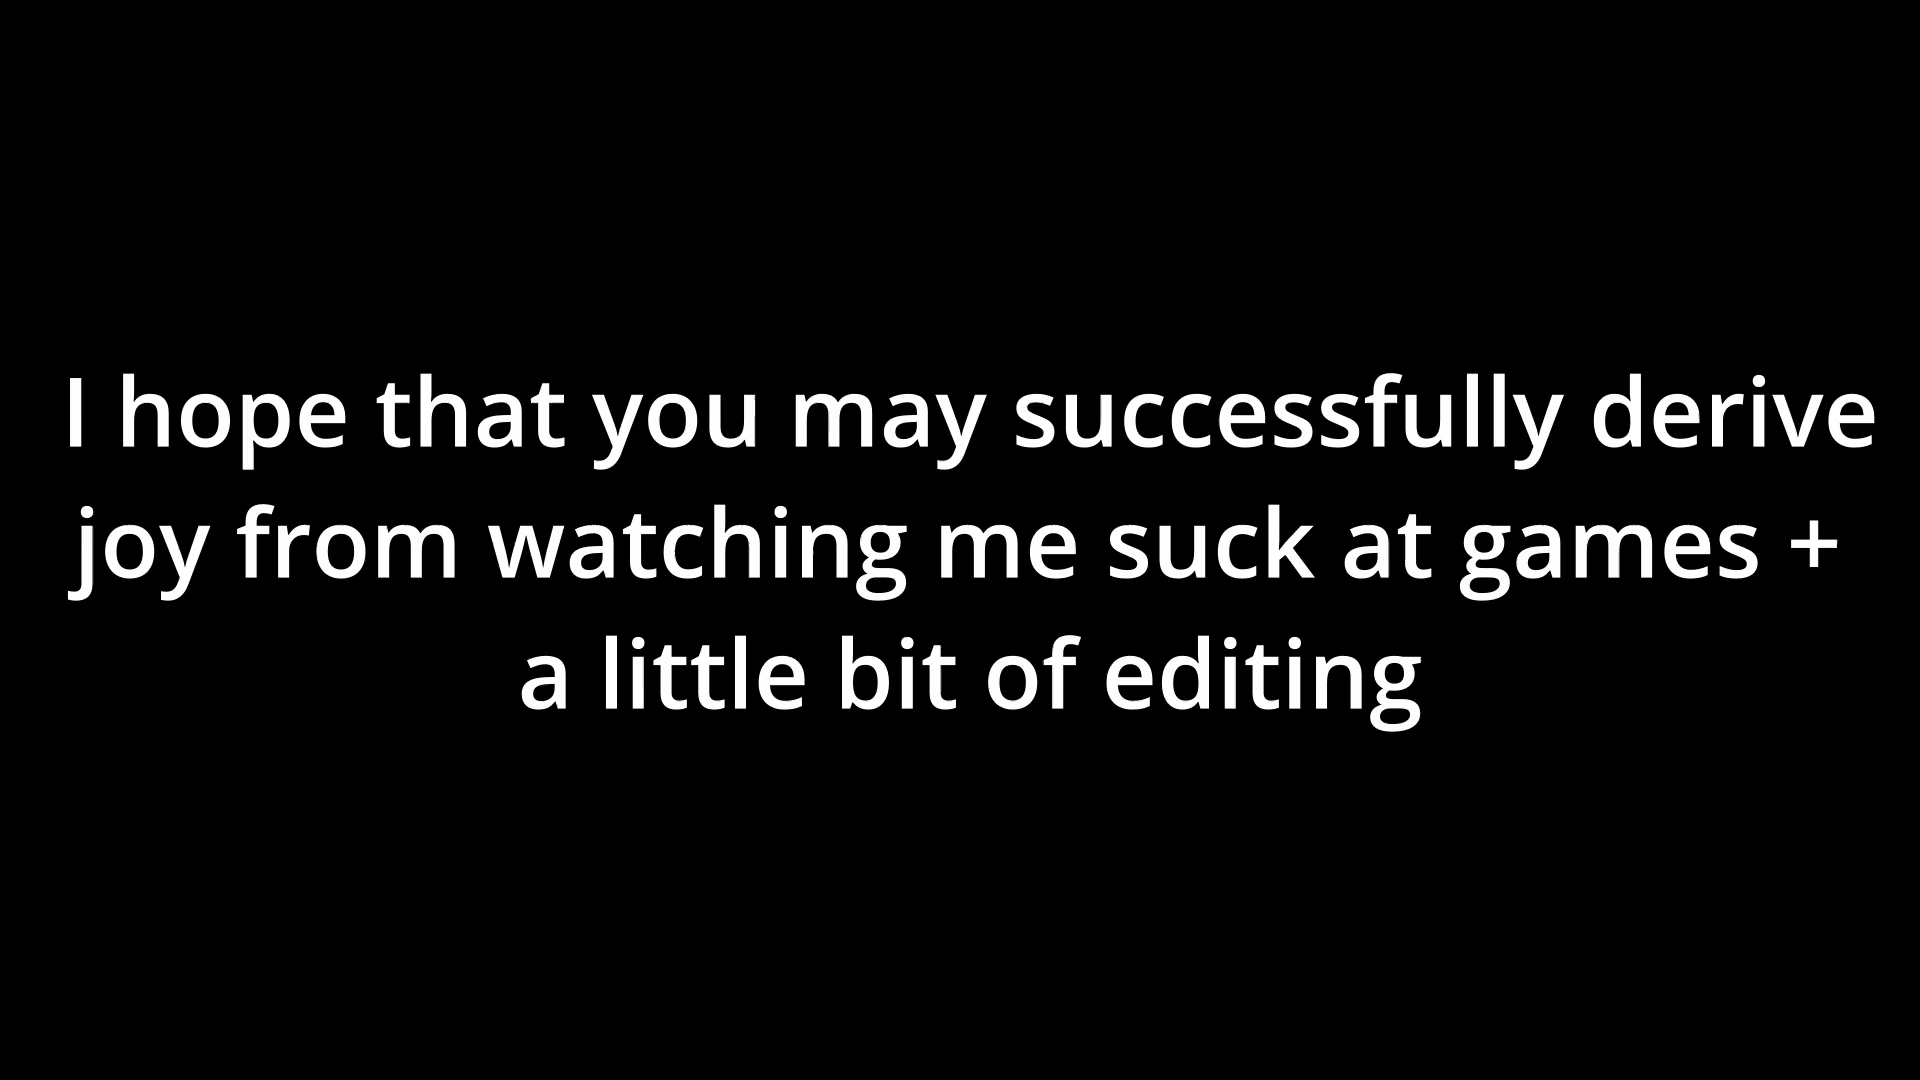 I hope that you may successfully derive
joy from watching me suck at games +
a little bit of editing